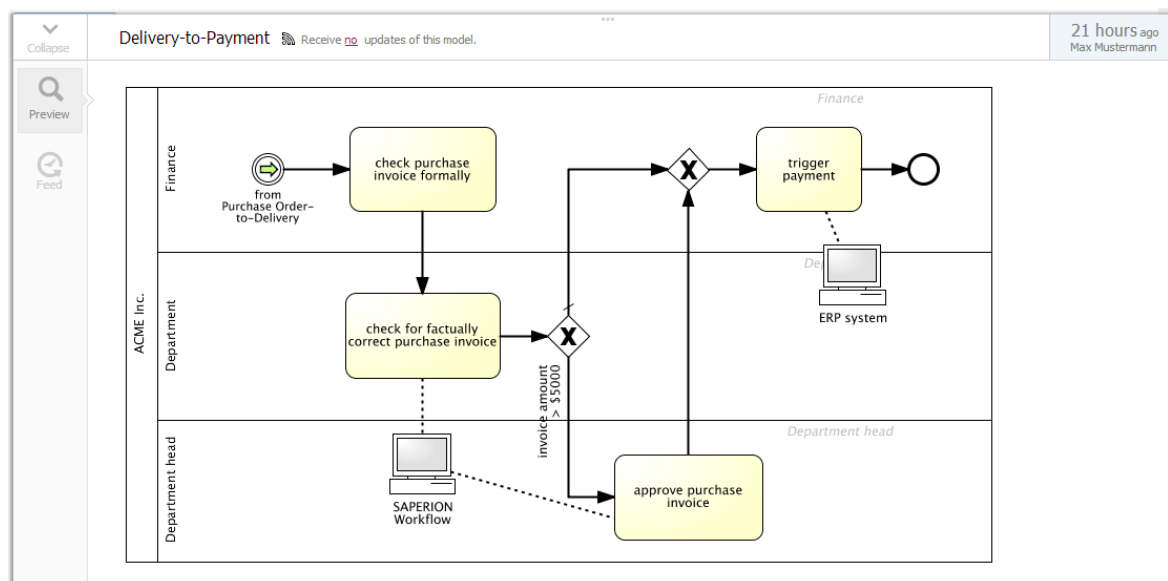 Collapse
Delivery-to-Payment
Receive no updates of this model.
21 hours ago
Max Mustermann
Preview
Feed
ACME Inc.
Finance
Finance
check purchase
invoice formally
trigger
payment
from
Purchase Order-
to-Delivery
Department
check for factually
correct purchase invoice
ERP system
invoice amount
> $5000
Department head
Department head
SAPERION
Workflow
approve purchase
invoice